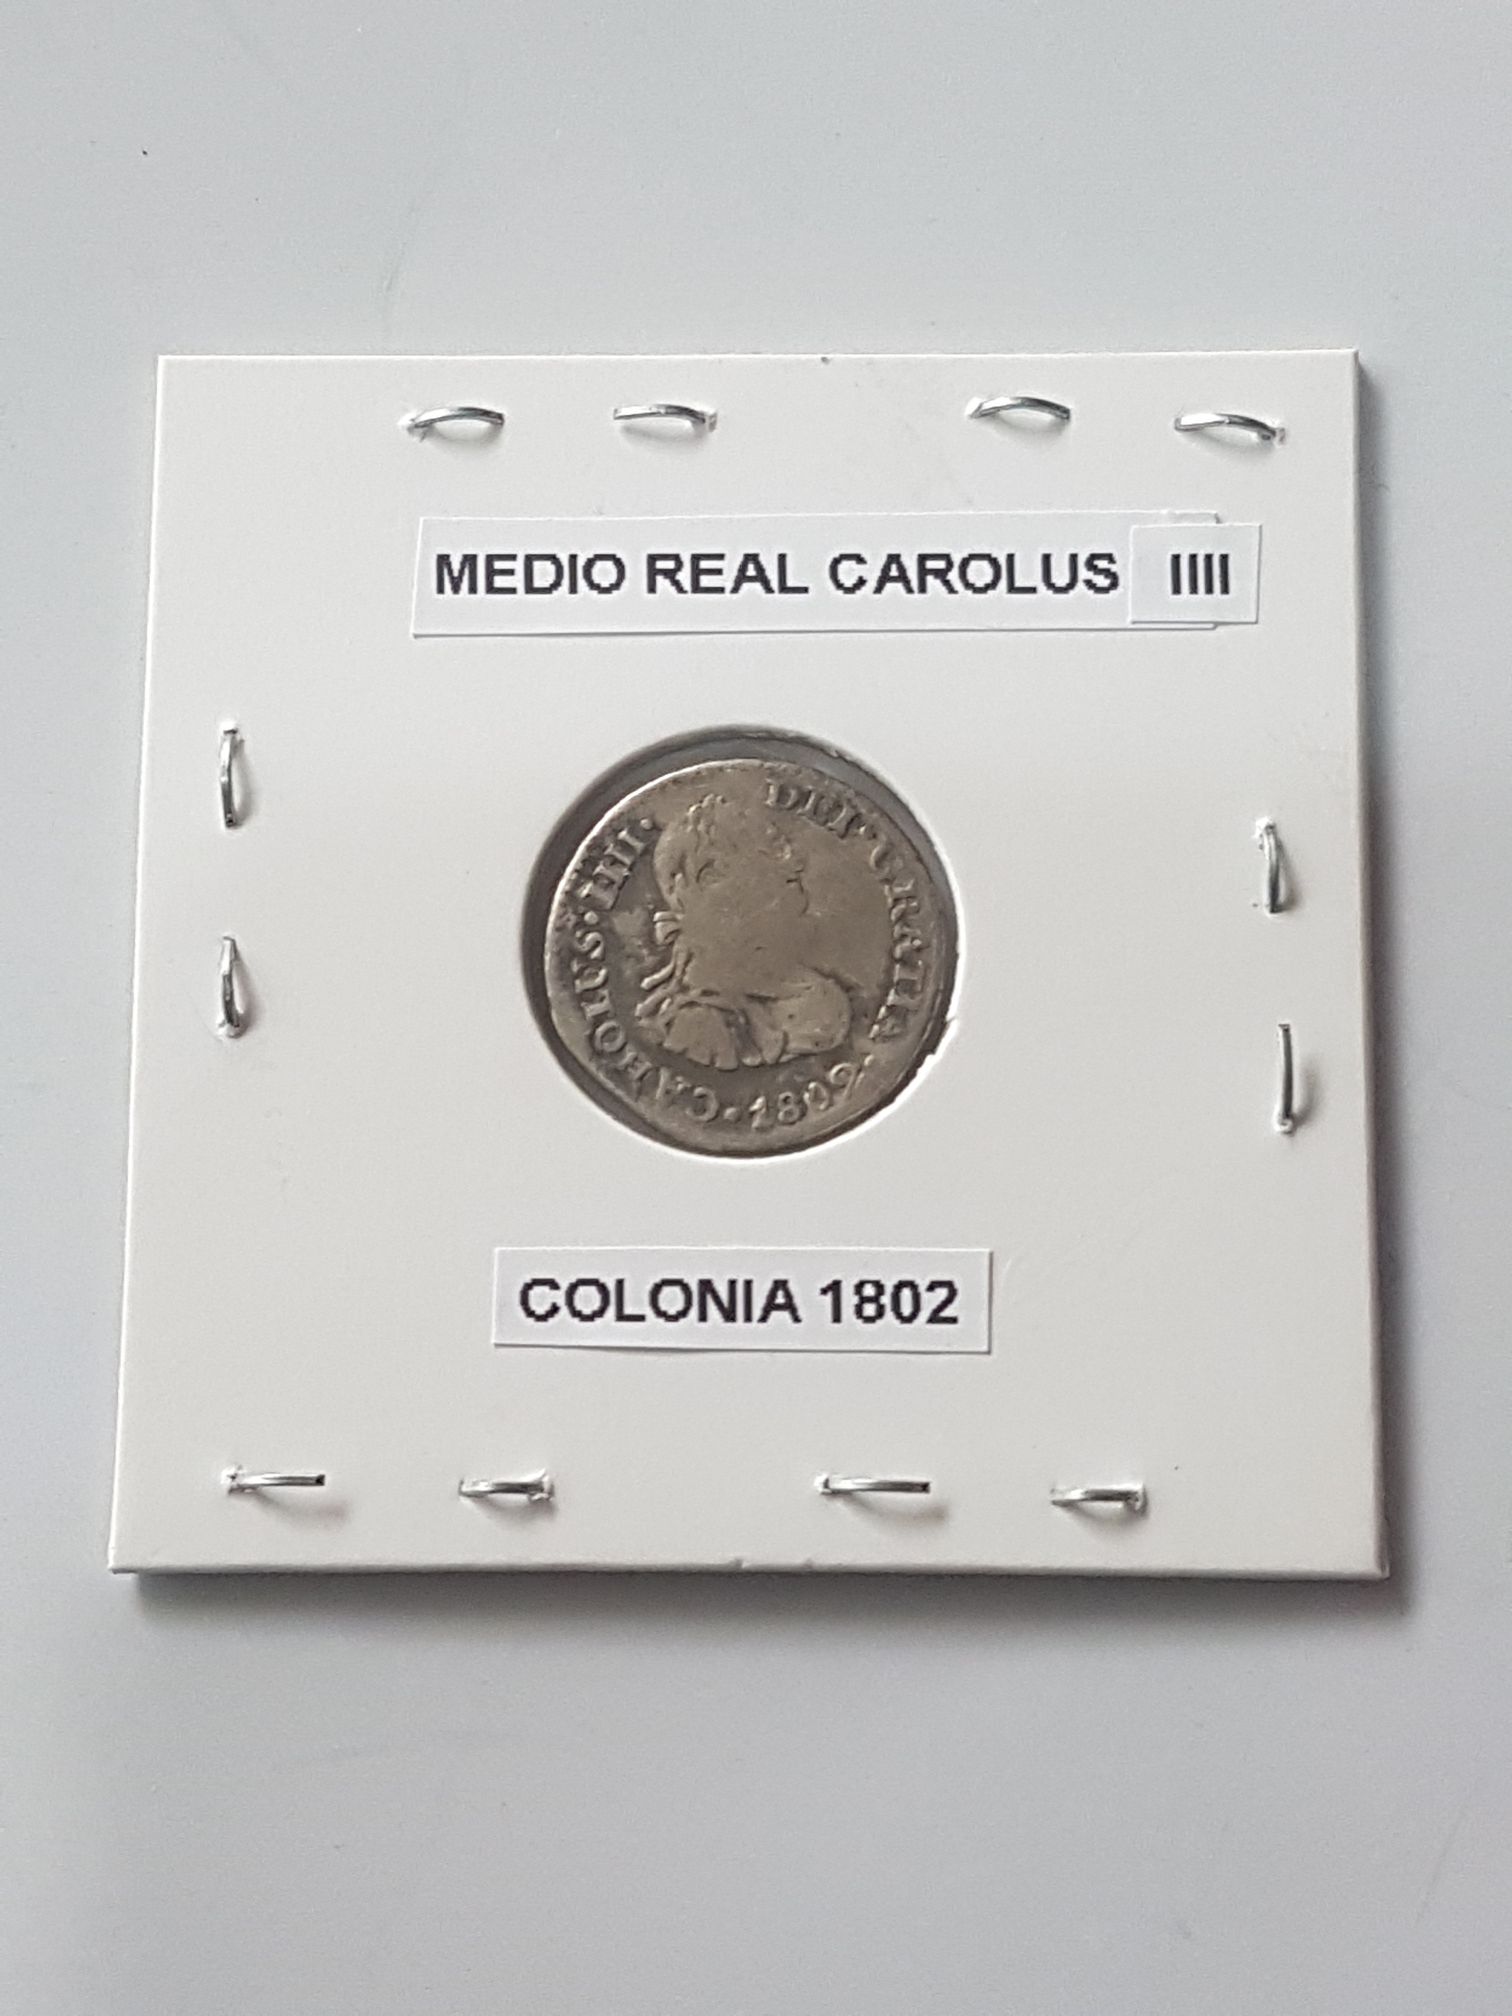 MEDIO REAL CAROLUS IIII
CAROLUS·IIII· DEI·GRATIA ·1802·
COLONIA 1802